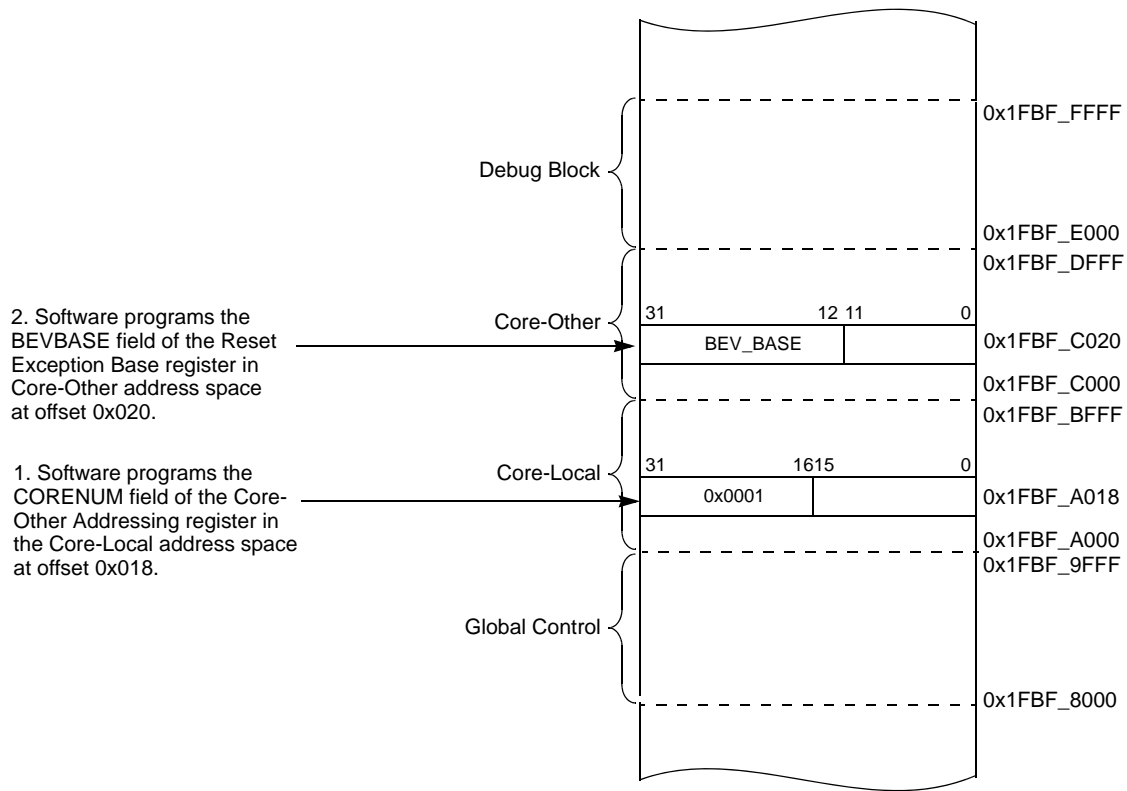 0x1FBF_FFFF
Debug Block
0x1FBF_E000
0x1FBF_DFFF
2. Software programs the
BEVBASE field of the Reset
Exception Base register in
Core-Other address space
at offset 0x020.
Core-Other
31 12 11 0
BEV_BASE
0x1FBF_C020
0x1FBF_C000
0x1FBF_BFFF
1. Software programs the
CORENUM field of the Core-
Other Addressing register in
the Core-Local address space
at offset 0x018.
Core-Local
31 1615 0
0x0001
0x1FBF_A018
0x1FBF_A000
0x1FBF_9FFF
Global Control
0x1FBF_8000